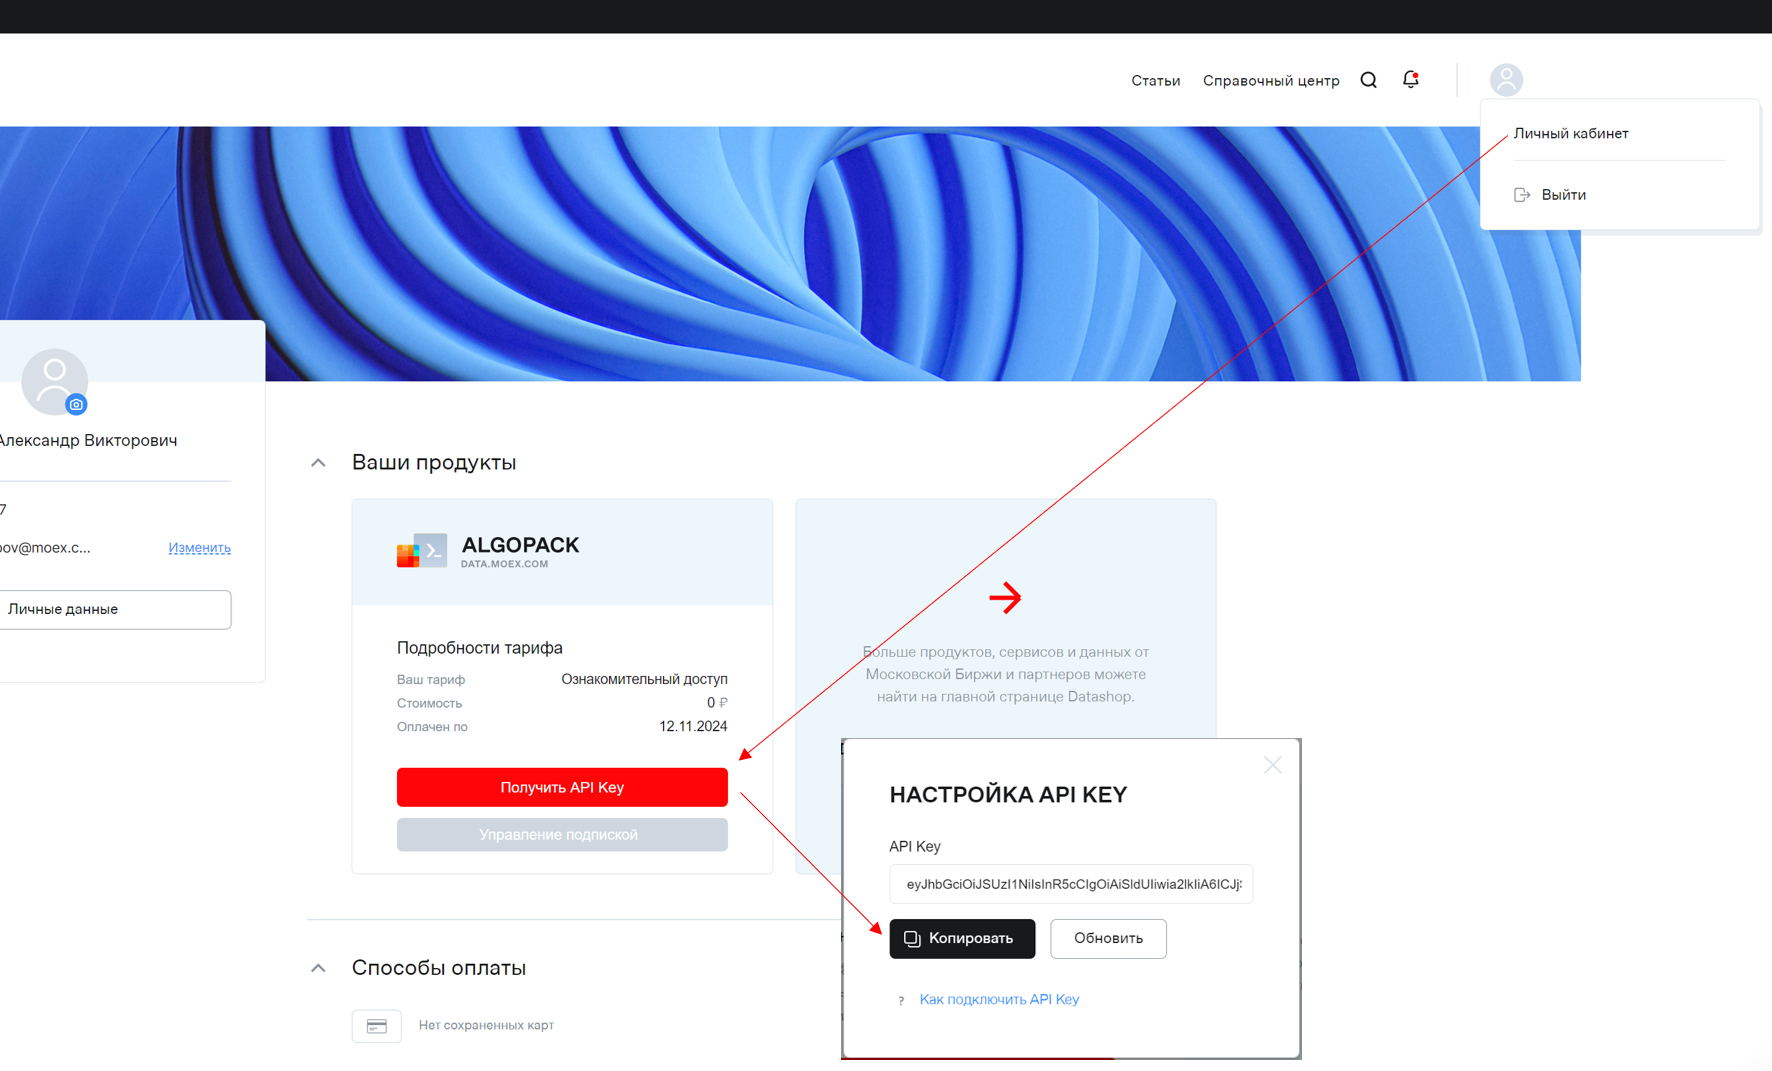 Статьи
Справочный центр
Личный кабинет
Выйти
Александр Викторович
7
pov@moex.c...
Изменить
Личные данные
Ваши продукты
ALGOPACK
DATA.MOEX.COM
Подробности тарифа
Ваш тариф Ознакомительный доступ
Стоимость 0 ₽
Оплачен по 12.11.2024
Получить API Key
Управление подпиской
Больше продуктов, сервисов и данных от
Московской Биржи и партнеров можете
найти на главной странице Datashop.
НАСТРОЙКА API KEY
API Key
Копировать
Обновить
? Как подключить API Key
Способы оплаты
Нет сохраненных карт